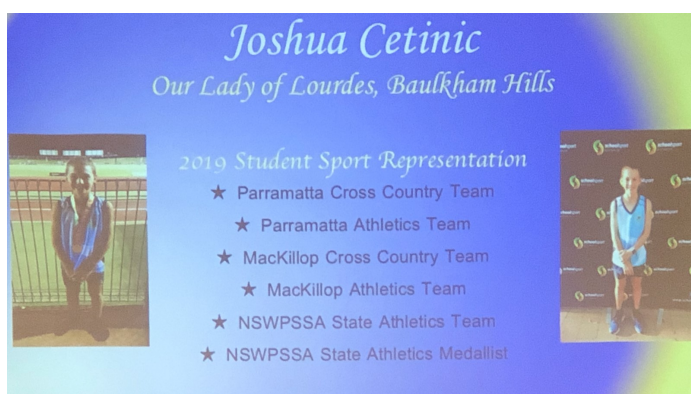 Joshua Cetinic
Our Lady of Lourdes, Baulkham Hills
2019 Student Sport Representation
★ Parramatta Cross Country Team
★ Parramatta Athletics Team
★ MacKillop Cross Country Team
★ MacKillop Athletics Team
★ NSWPSSA State Athletics Team
★ NSWPSSA State Athletics Medallist